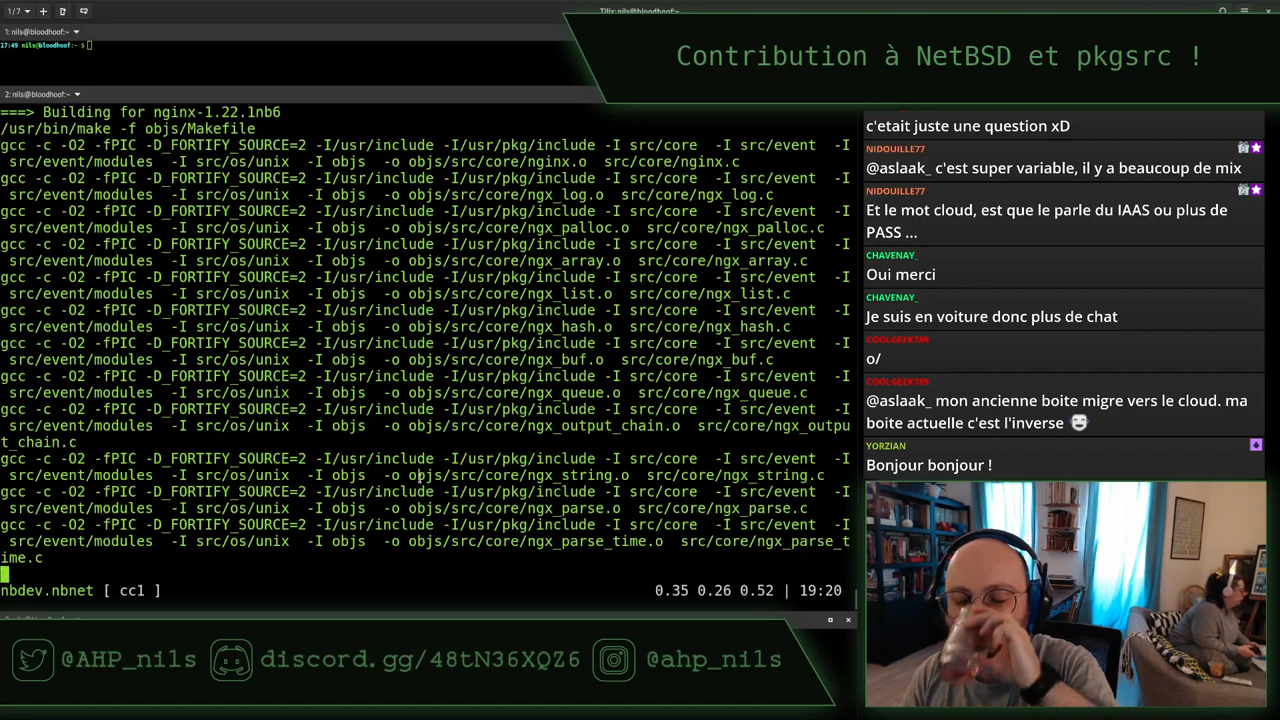 1/7
Tilix: nils@bloodhoof:~
1: nils@bloodhoof:~
17:49 nils@bloodhoof:~ $
Contribution à NetBSD et pkgsrc !
2: nils@bloodhoof:~
===> Building for nginx-1.22.1nb6
/usr/bin/make -f objs/Makefile
gcc -c -O2 -fPIC -D_FORTIFY_SOURCE=2 -I/usr/include -I/usr/pkg/include -I src/core  -I src/event  -I
 src/event/modules  -I src/os/unix  -I objs  -o objs/src/core/nginx.o  src/core/nginx.c
gcc -c -O2 -fPIC -D_FORTIFY_SOURCE=2 -I/usr/include -I/usr/pkg/include -I src/core  -I src/event  -I
 src/event/modules  -I src/os/unix  -I objs  -o objs/src/core/ngx_log.o  src/core/ngx_log.c
gcc -c -O2 -fPIC -D_FORTIFY_SOURCE=2 -I/usr/include -I/usr/pkg/include -I src/core  -I src/event  -I
 src/event/modules  -I src/os/unix  -I objs  -o objs/src/core/ngx_palloc.o  src/core/ngx_palloc.c
gcc -c -O2 -fPIC -D_FORTIFY_SOURCE=2 -I/usr/include -I/usr/pkg/include -I src/core  -I src/event  -I
 src/event/modules  -I src/os/unix  -I objs  -o objs/src/core/ngx_array.o  src/core/ngx_array.c
gcc -c -O2 -fPIC -D_FORTIFY_SOURCE=2 -I/usr/include -I/usr/pkg/include -I src/core  -I src/event  -I
 src/event/modules  -I src/os/unix  -I objs  -o objs/src/core/ngx_list.o  src/core/ngx_list.c
gcc -c -O2 -fPIC -D_FORTIFY_SOURCE=2 -I/usr/include -I/usr/pkg/include -I src/core  -I src/event  -I
 src/event/modules  -I src/os/unix  -I objs  -o objs/src/core/ngx_hash.o  src/core/ngx_hash.c
gcc -c -O2 -fPIC -D_FORTIFY_SOURCE=2 -I/usr/include -I/usr/pkg/include -I src/core  -I src/event  -I
 src/event/modules  -I src/os/unix  -I objs  -o objs/src/core/ngx_buf.o  src/core/ngx_buf.c
gcc -c -O2 -fPIC -D_FORTIFY_SOURCE=2 -I/usr/include -I/usr/pkg/include -I src/core  -I src/event  -I
 src/event/modules  -I src/os/unix  -I objs  -o objs/src/core/ngx_queue.o  src/core/ngx_queue.c
gcc -c -O2 -fPIC -D_FORTIFY_SOURCE=2 -I/usr/include -I/usr/pkg/include -I src/core  -I src/event  -I
 src/event/modules  -I src/os/unix  -I objs  -o objs/src/core/ngx_output_chain.o  src/core/ngx_outpu
t_chain.c
gcc -c -O2 -fPIC -D_FORTIFY_SOURCE=2 -I/usr/include -I/usr/pkg/include -I src/core  -I src/event  -I
 src/event/modules  -I src/os/unix  -I objs  -o objs/src/core/ngx_string.o  src/core/ngx_string.c
gcc -c -O2 -fPIC -D_FORTIFY_SOURCE=2 -I/usr/include -I/usr/pkg/include -I src/core  -I src/event  -I
 src/event/modules  -I src/os/unix  -I objs  -o objs/src/core/ngx_parse.o  src/core/ngx_parse.c
gcc -c -O2 -fPIC -D_FORTIFY_SOURCE=2 -I/usr/include -I/usr/pkg/include -I src/core  -I src/event  -I
 src/event/modules  -I src/os/unix  -I objs  -o objs/src/core/ngx_parse_time.o  src/core/ngx_parse_t
ime.c
nbdev.nbnet [ cc1 ]
0.35 0.26 0.52 | 19:20
c'etait juste une question xD
NIDOUILLE77
@aslaak_ c'est super variable, il y a beaucoup de mix
NIDOUILLE77
Et le mot cloud, est que le parle du IAAS ou plus de
PASS ...
CHAVENAY_
Oui merci
CHAVENAY_
Je suis en voiture donc plus de chat
COOLGEEK789
o/
COOLGEEK789
@aslaak_ mon ancienne boite migre vers le cloud. ma
boite actuelle c'est l'inverse
YORZIAN
Bonjour bonjour !
@AHP_nils
discord.gg/48tN36XQZ6
@ahp_nils